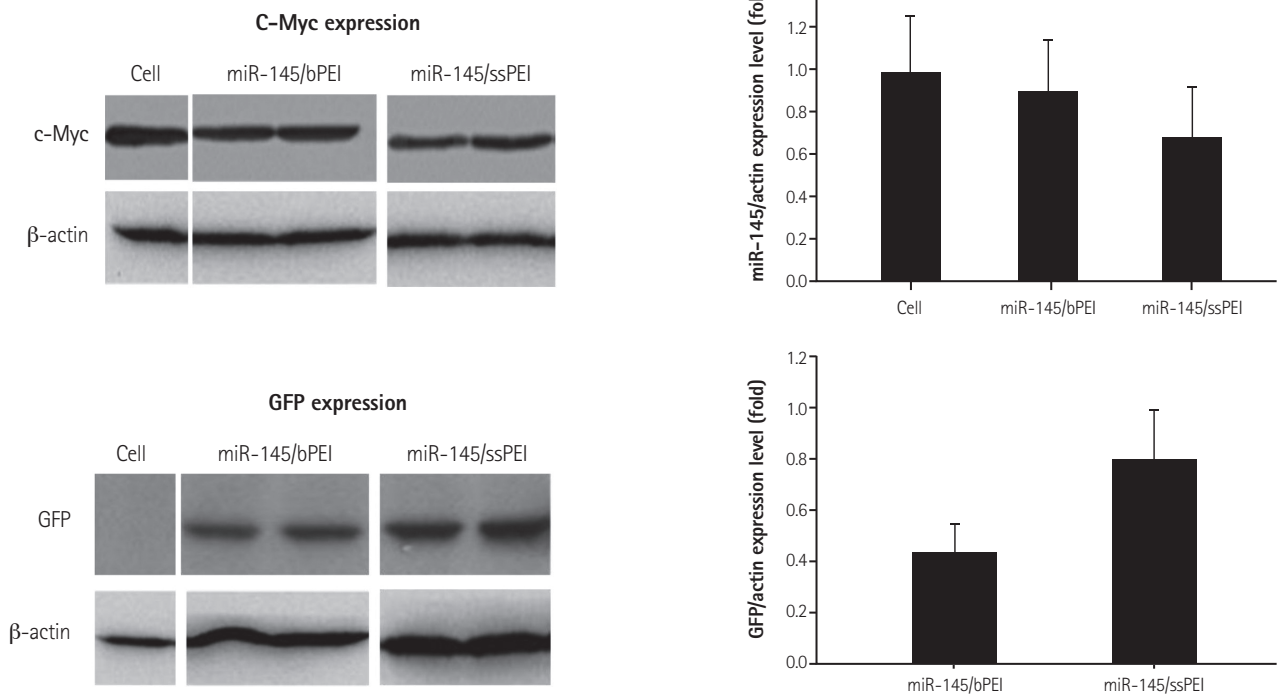 C-Myc expression
Cell miR-145/bPEI miR-145/ssPEI
c-Myc
β-actin
miR-145/actin expression level
1.2
1.0
0.8
0.6
0.4
0.2
0.0
Cell miR-145/bPEI miR-145/ssPEI
GFP expression
Cell miR-145/bPEI miR-145/ssPEI
GFP
β-actin
GFP/actin expression level (fold)
1.2
1.0
0.8
0.6
0.4
0.2
0.0
miR-145/bPEI miR-145/ssPEI